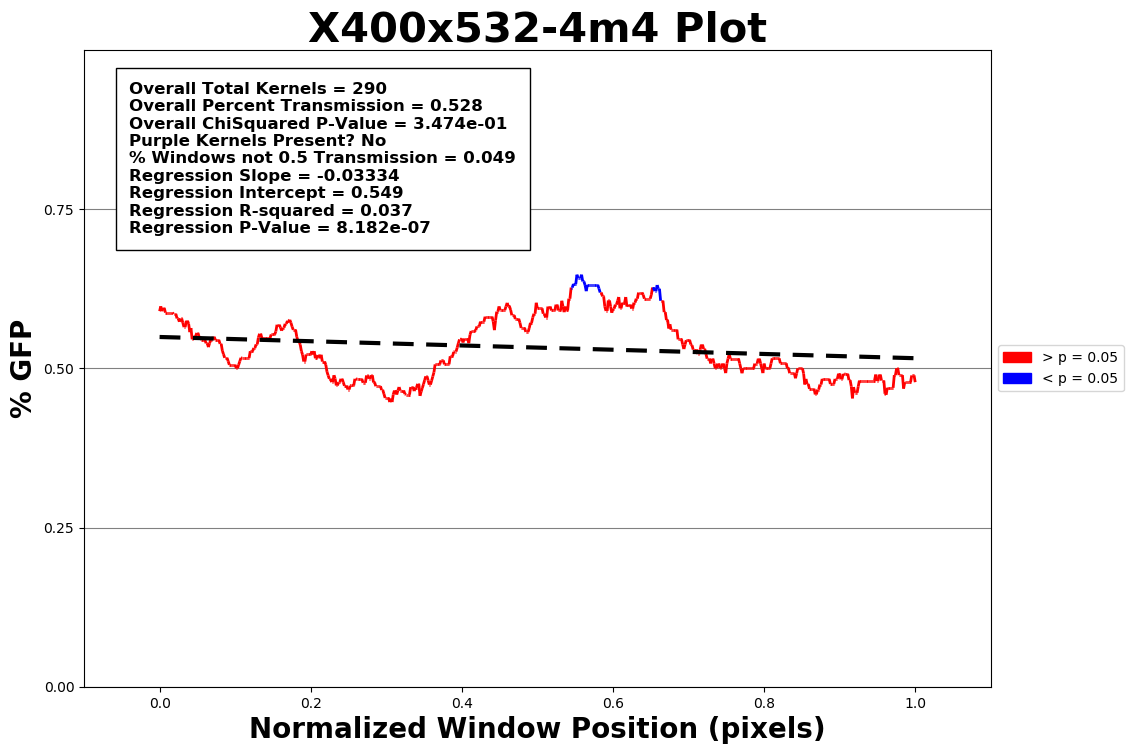 X400x532-4m4 Plot
Overall Total Kernels = 290
Overall Percent Transmission = 0.528
Overall ChiSquared P-Value = 3.474e-01
Purple Kernels Present? No
% Windows not 0.5 Transmission = 0.049
Regression Slope = -0.03334
Regression Intercept = 0.549
Regression R-squared = 0.037
Regression P-Value = 8.182e-07
% GFP
0.75
0.50
0.25
0.00
> p = 0.05
< p = 0.05
0.0 0.2 0.4 0.6 0.8 1.0
Normalized Window Position (pixels)